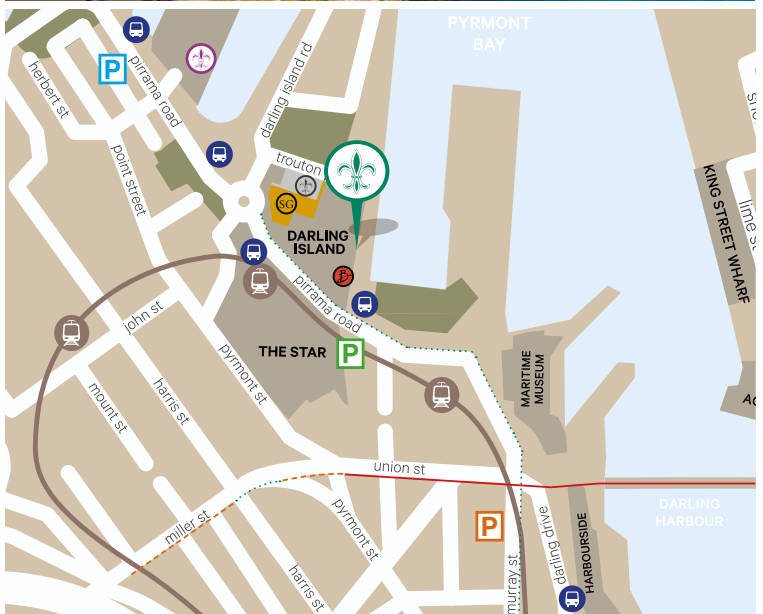 PYRMONT
BAY
P
herbert st
pirrama road
darling island rd
point street
trouton
SG
DARLING
ISLAND
B
KING STREET WHARF
lime st
pirrama road
john st
THE STAR
P
pyrmont st
MARITIME
MUSEUM
mount st
harris st
union st
DARLING
HARBOUR
miller st
pyrmont st
P
darling drive
HARBOURSIDE
murray st
harris st